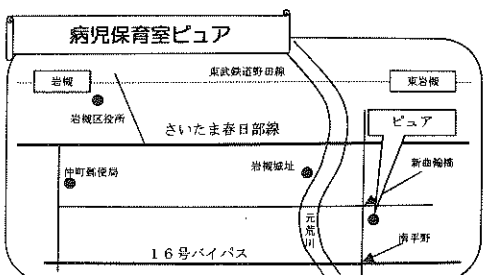 病児保育室ピュア
東武鉄道野田線
岩槻
東岩槻
岩槻区役所
ピュア
さいたま春日部線
新曲輪橋
岩槻城址
仲町郵便局
元荒川
南平野
16号バイパス